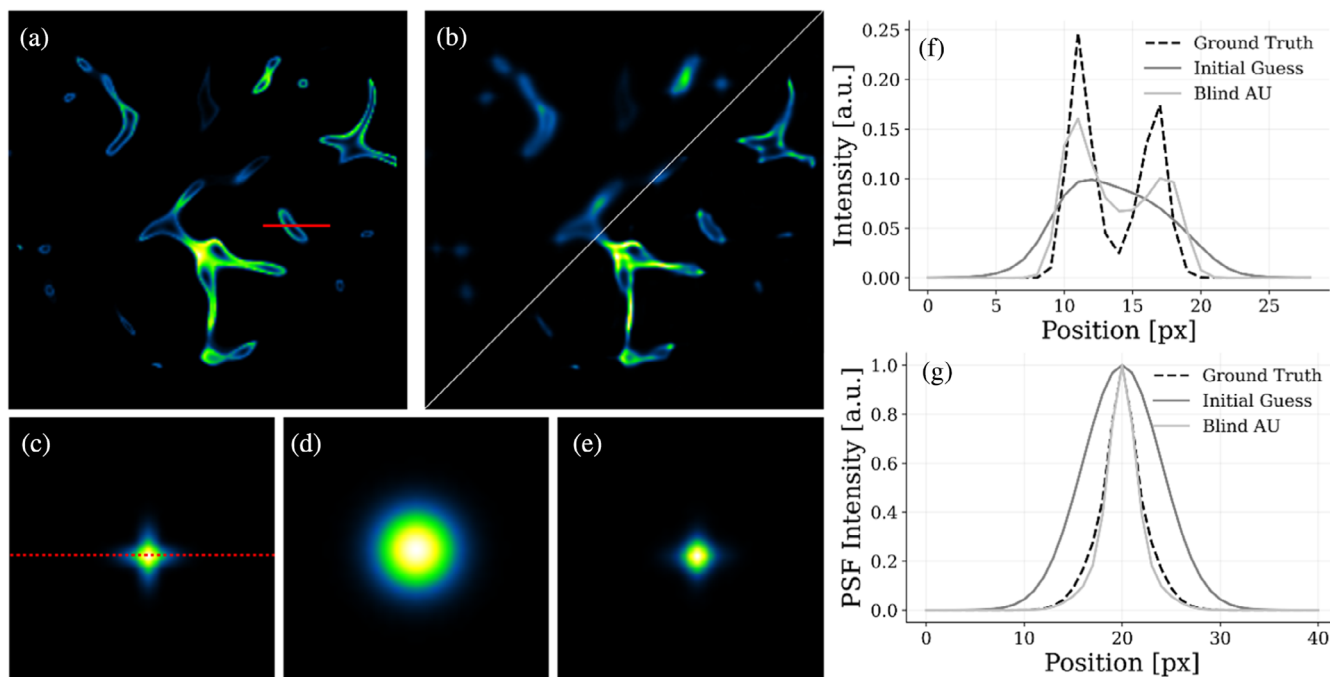 (a)
(b)
(c)
(d)
(e)
(f)
Ground Truth
Initial Guess
Blind AU
Intensity [a.u.]
0.25
0.20
0.15
0.10
0.05
0.00
0 5 10 15 20 25
Position [px]
(g)
Ground Truth
Initial Guess
Blind AU
PSF Intensity [a.u.]
1.0
0.8
0.6
0.4
0.2
0.0
0 10 20 30 40
Position [px]